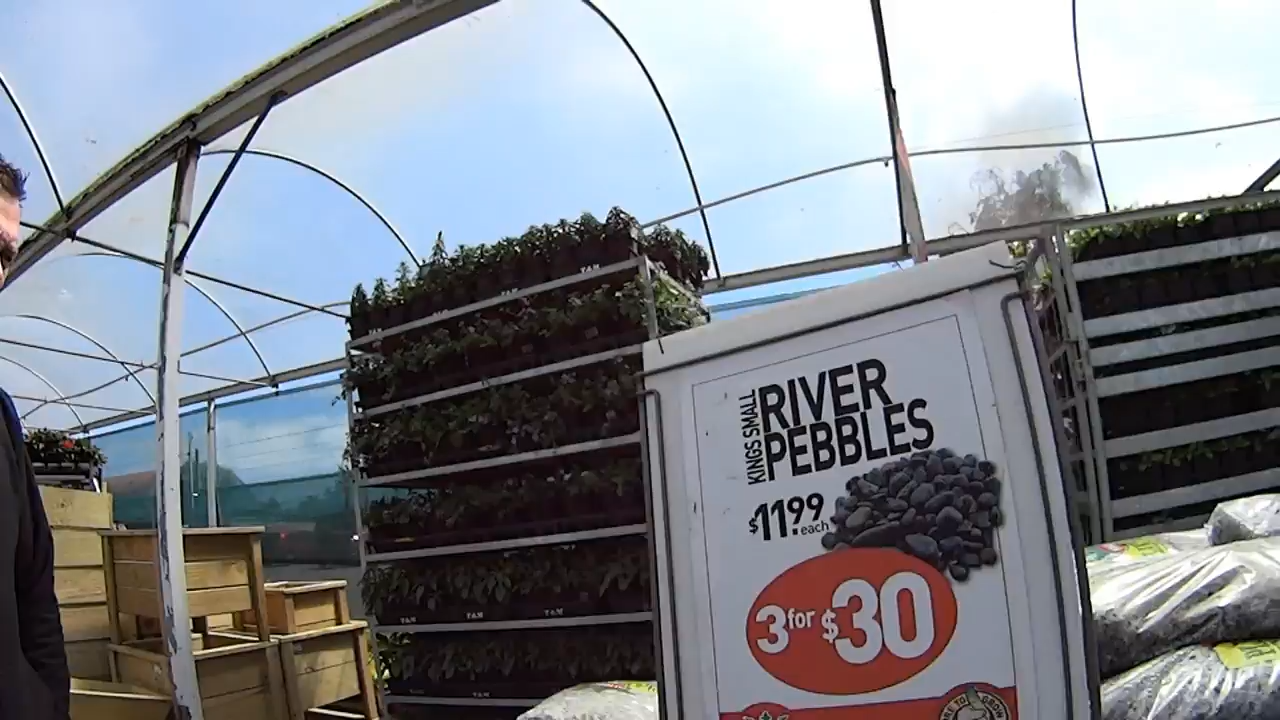 KINGS SMALL
RIVER
PEBBLES
$11.99 each
3 for $30